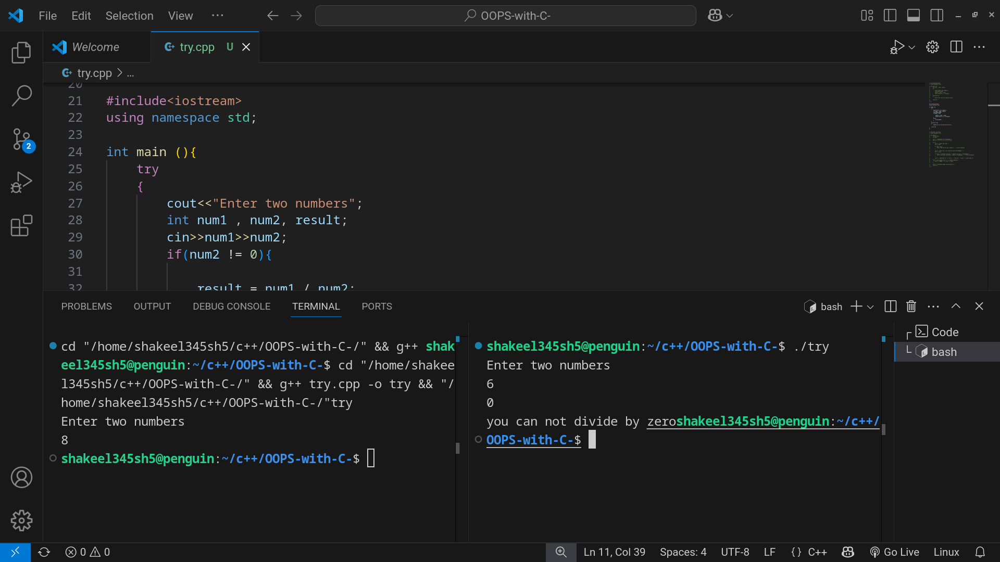 File Edit Selection View ··· OOPS-with-C-
Welcome try.cpp U
try.cpp > ...
20
21 #include<iostream>
22 using namespace std;
23
24 int main (){
25 try
26 {
27 cout<<"Enter two numbers";
28 int num1 , num2, result;
29 cin>>num1>>num2;
30 if(num2 != 0){
31
32 result = num1 / num2;
PROBLEMS OUTPUT DEBUG CONSOLE TERMINAL PORTS bash
cd "/home/shakeel345sh5/c++/OOPS-with-C-/" && g++ shak
eel345sh5@penguin:~/c++/OOPS-with-C-$ cd "/home/shakee
l345sh5/c++/OOPS-with-C-/" && g++ try.cpp -o try && "/
home/shakeel345sh5/c++/OOPS-with-C-/"try
Enter two numbers
8
shakeel345sh5@penguin:~/c++/OOPS-with-C-$
shakeel345sh5@penguin:~/c++/OOPS-with-C-$ ./try
Enter two numbers
6
0
you can not divide by zeroshakeel345sh5@penguin:~/c++/
OOPS-with-C-$
Code
bash
2
0 0 Ln 11, Col 39 Spaces: 4 UTF-8 LF {} C++ Go Live Linux